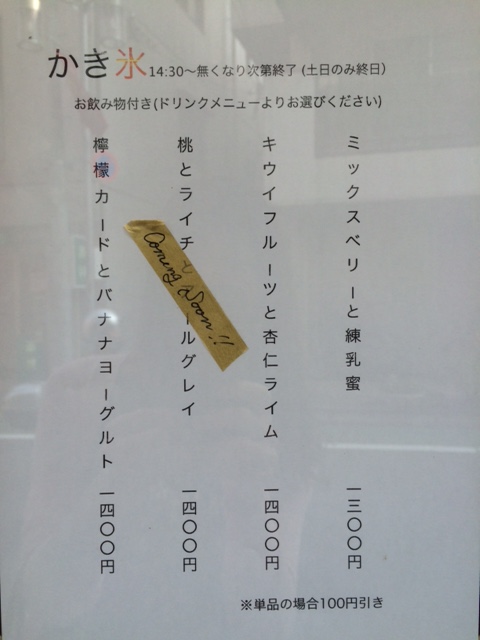 かき氷 14:30～無くなり次第終了 (土日のみ終日)
お飲み物付き(ドリンクメニューよりお選びください)
ミックスベリーと練乳蜜 一三〇〇円
キウイフルーツと杏仁ライム 一四〇〇円
桃とライチ ールグレイ 一四〇〇円
Coming Soon!!
檸檬カードとバナナヨーグルト 一四〇〇円
※単品の場合100円引き